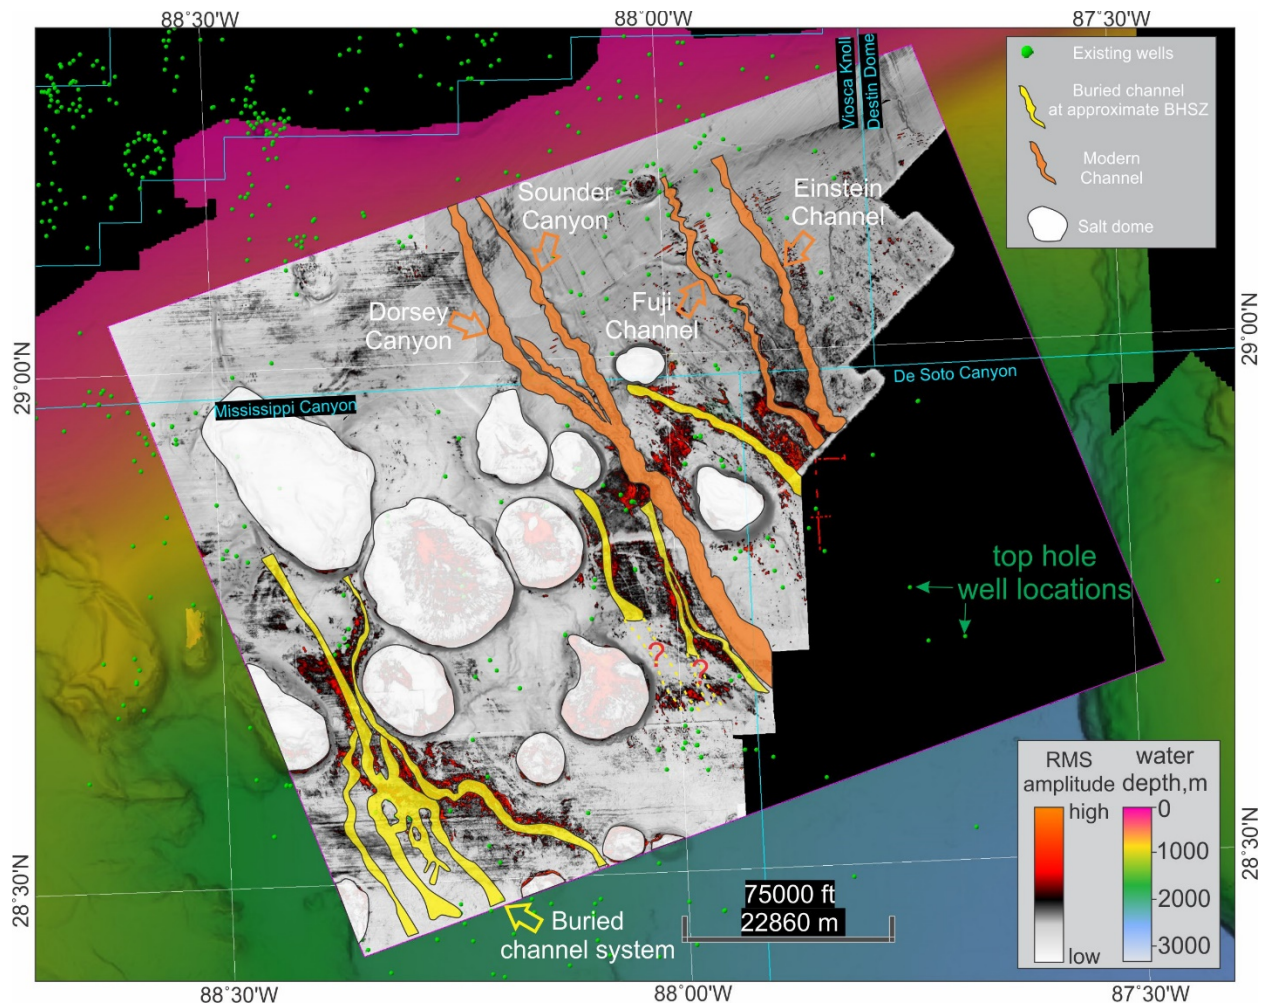 88°30'W
88°00'W
87°30'W
Existing wells
Buried channel
at approximate BHSZ
Modern
Channel
Salt dome
Viosca Knoll
Destin Dome
Sounder
Canyon
Einstein
Channel
Dorsey
Canyon
Fuji
Channel
29°00'N
29°00'N
De Soto Canyon
Mississippi Canyon
top hole
well locations
?
?
RMS
amplitude
high
low
water
depth,m
0
1000
2000
3000
28°30'N
28°30'N
75000 ft
22860 m
Buried
channel system
88°30'W
88°00'W
87°30'W